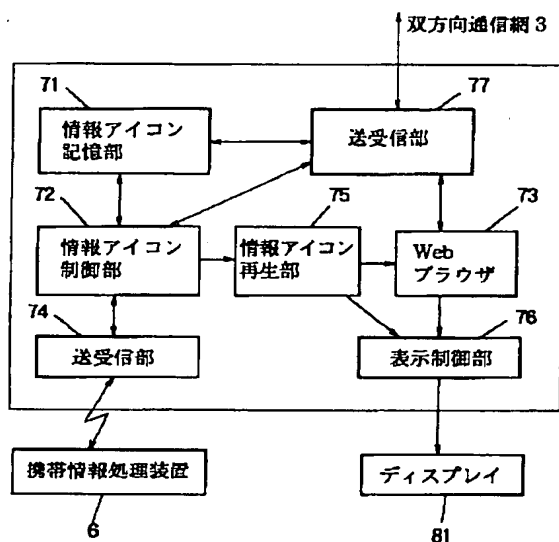 双方向通信網3
71
77
情報アイコン
記憶部
送受信部
72
75
73
情報アイコン
制御部
情報アイコン
再生部
Web
ブラウザ
74
76
送受信部
表示制御部
携帯情報処理装置
ディスプレイ
6
81